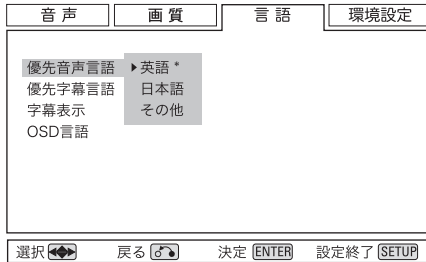 音声 画質 言語 環境設定
優先音声言語 ▶英語 *
優先字幕言語 日本語
字幕表示 その他
OSD言語
選択 戻る 決定 ENTER 設定終了 SETUP